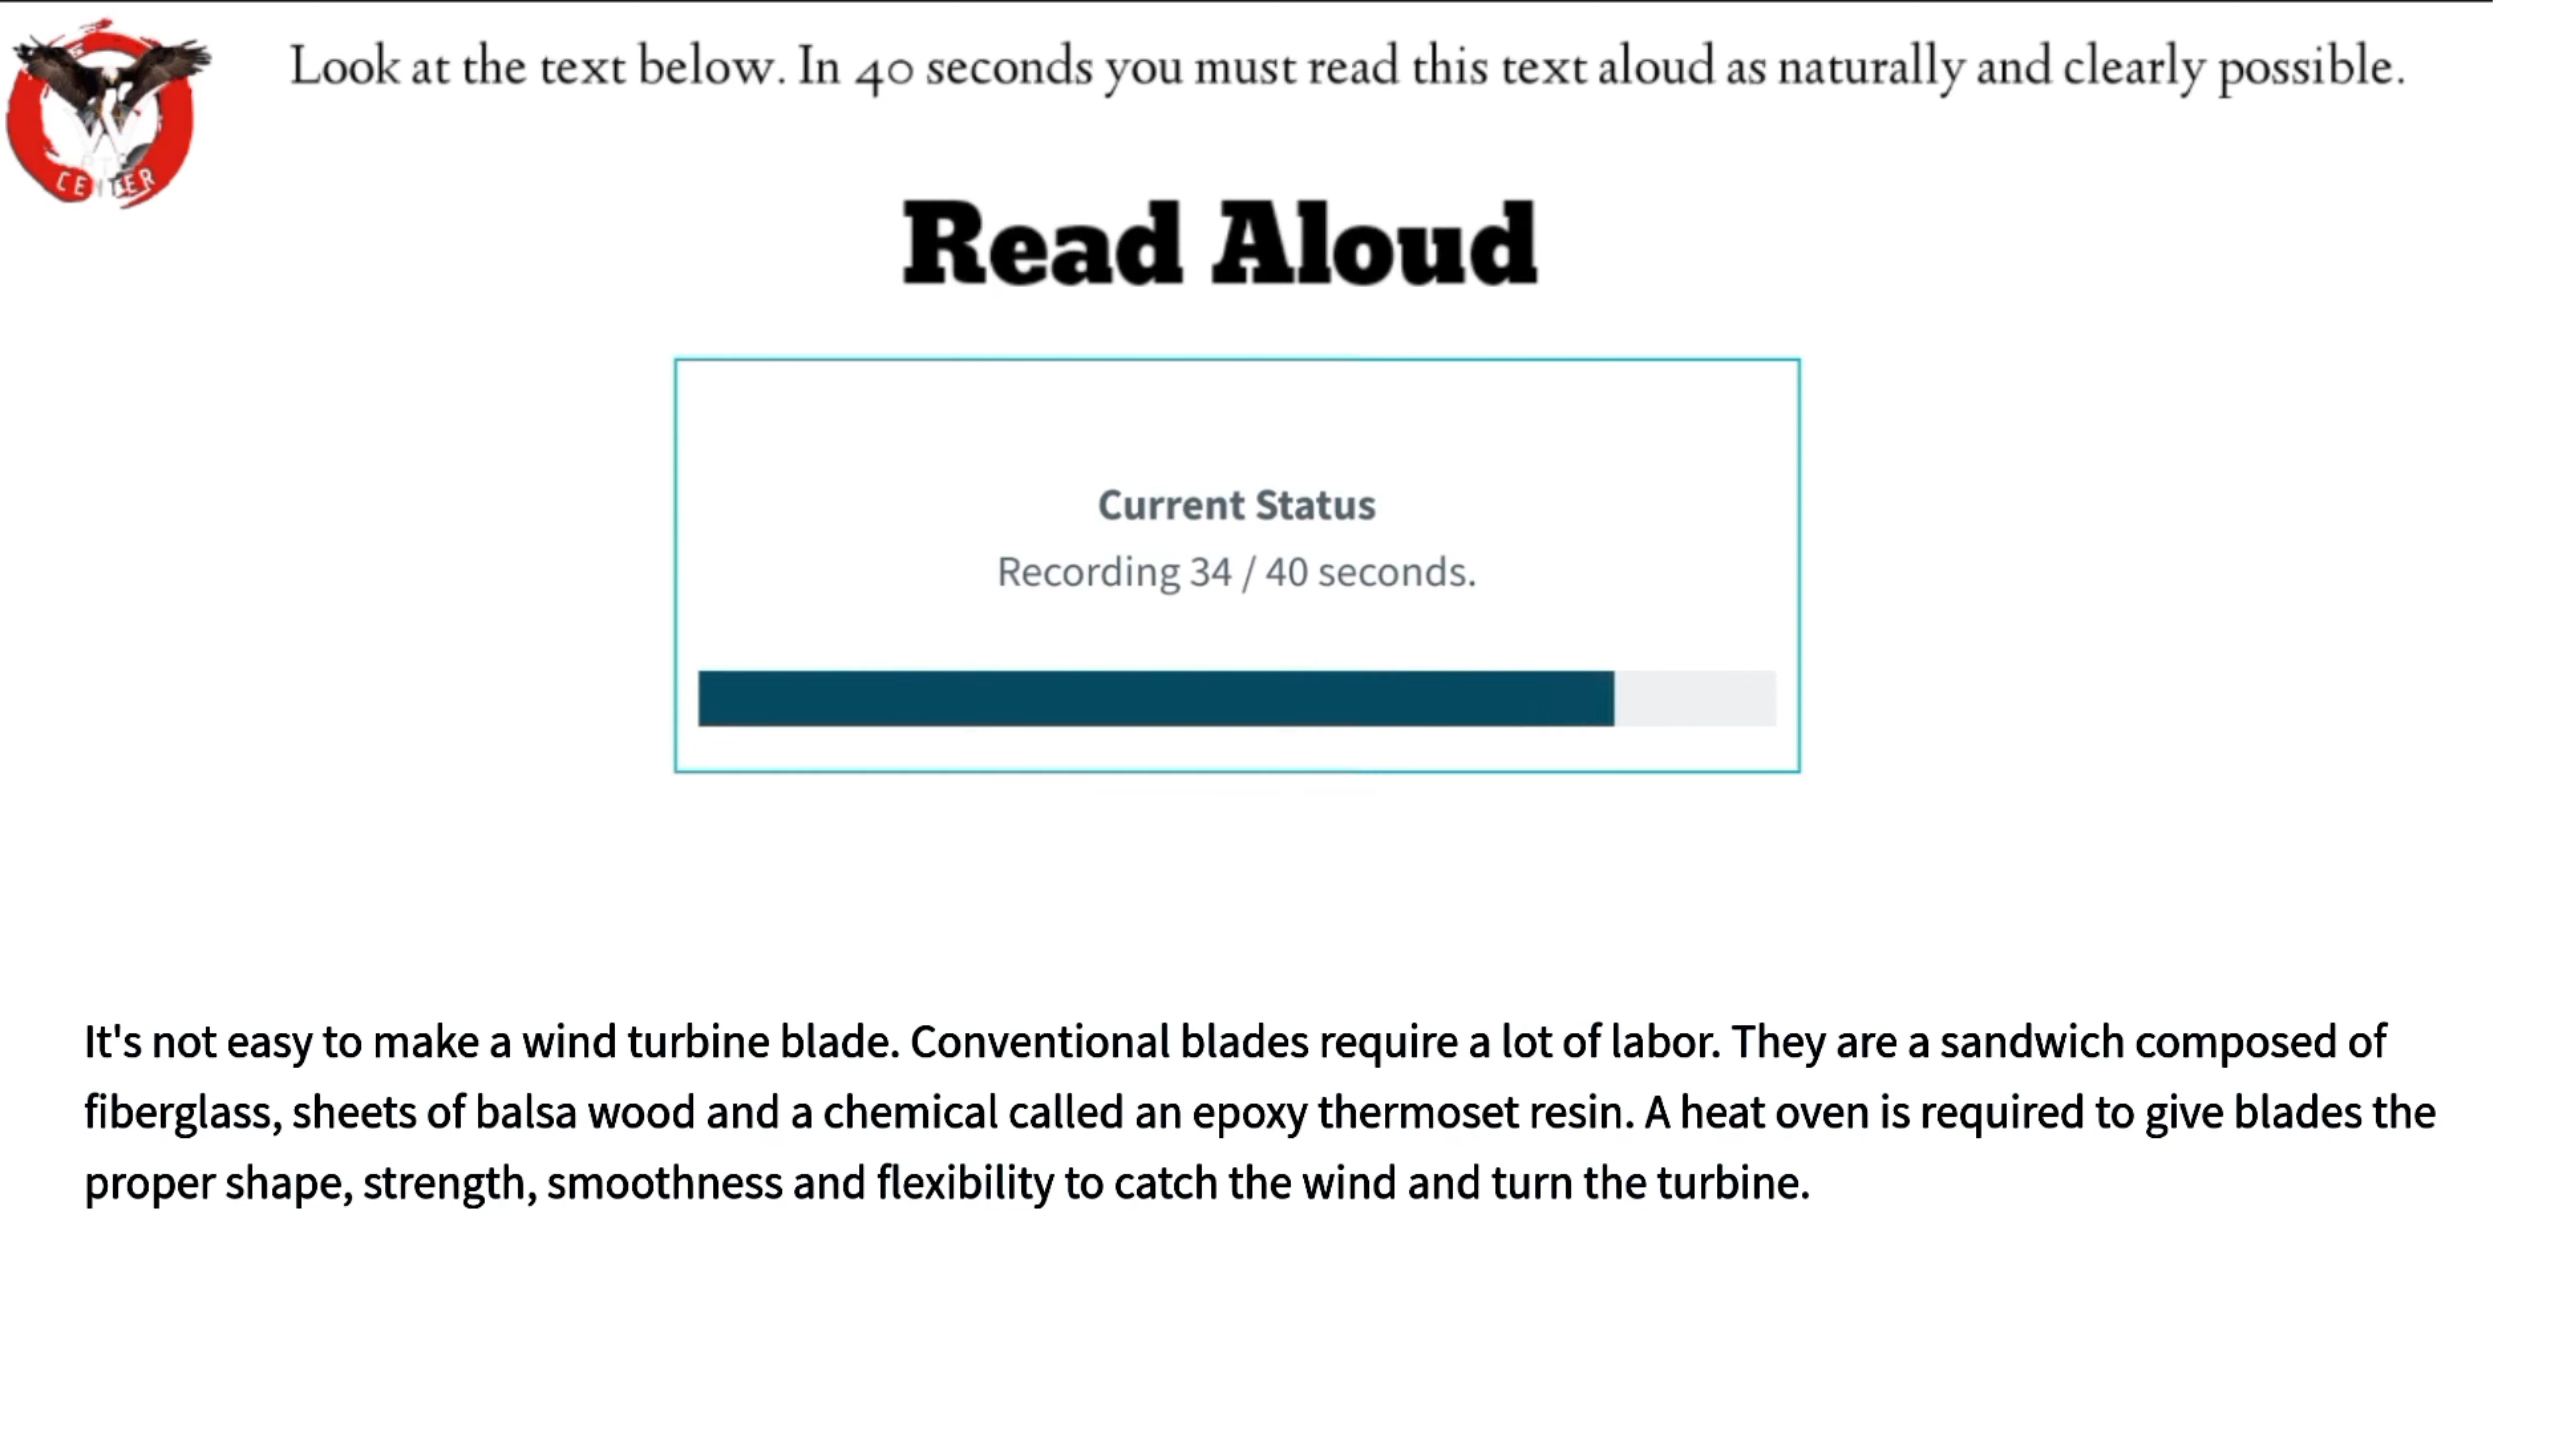 Look at the text below. In 40 seconds you must read this text aloud as naturally and clearly possible.
CENTER
Read Aloud
Current Status
Recording 34 / 40 seconds.
It's not easy to make a wind turbine blade. Conventional blades require a lot of labor. They are a sandwich composed of
fiberglass, sheets of balsa wood and a chemical called an epoxy thermoset resin. A heat oven is required to give blades the
proper shape, strength, smoothness and flexibility to catch the wind and turn the turbine.